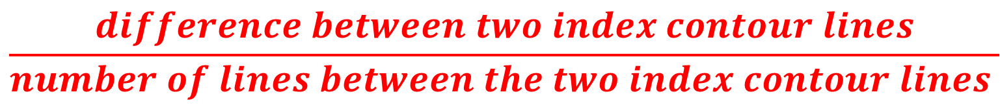 difference between two index contour lines
number of lines between the two index contour lines